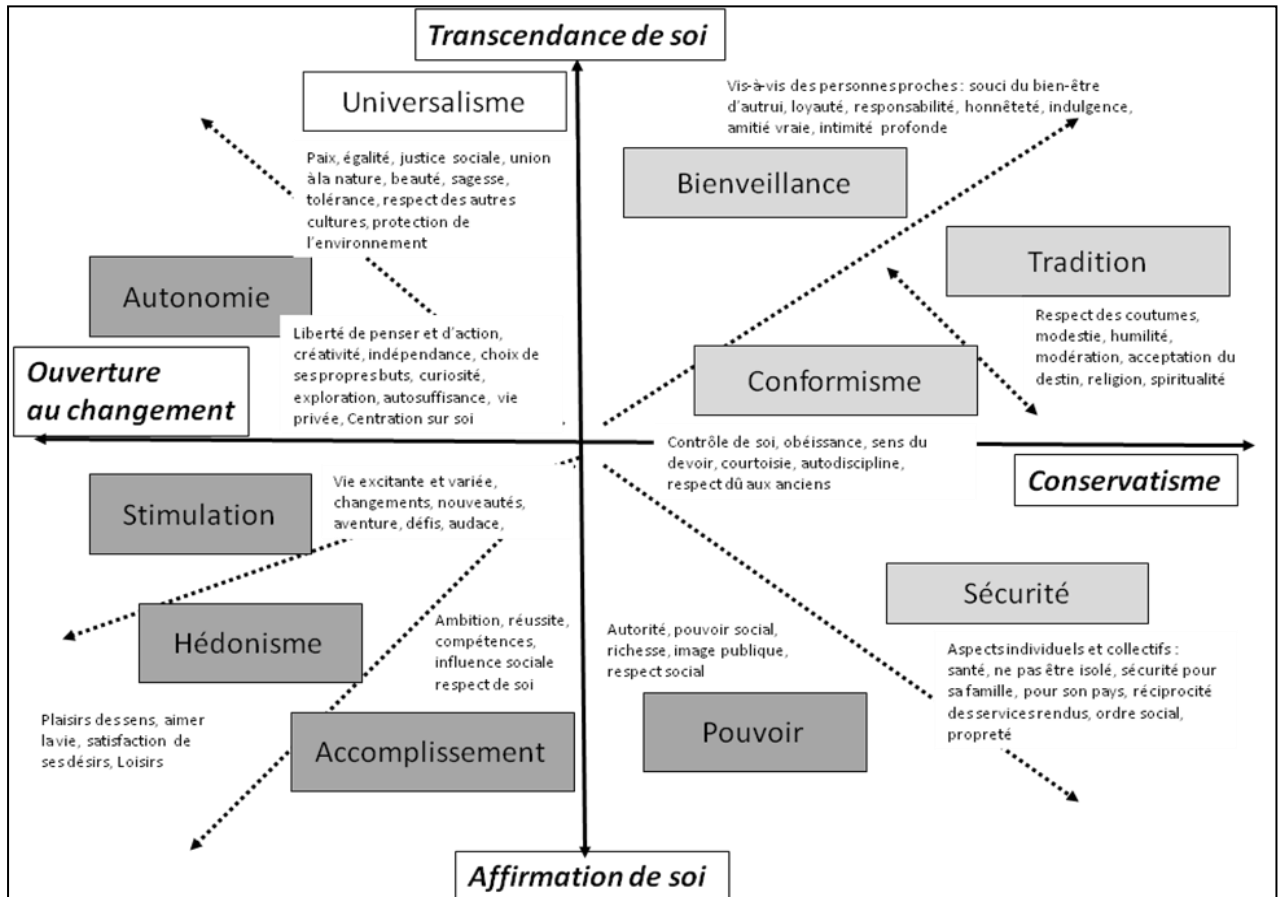 Transcendance de soi
Universalisme
Paix, égalité, justice sociale, union
à la nature, beauté, sagesse,
tolérance, respect des autres
cultures, protection de
l'environnement
Vis-à-vis des personnes proches : souci du bien-être
d'autrui, loyauté, responsabilité, honnêteté, indulgence,
amitié vraie, intimité profonde
Bienveillance
Autonomie
Liberté de penser et d'action,
créativité, indépendance, choix de
ses propres buts, curiosité,
exploration, autosuffisance, vie
privée, Centration sur soi
Tradition
Respect des coutumes,
modestie, humilité,
modération, acceptation du
destin, religion, spiritualité
Ouverture
au changement
Conformisme
Contrôle de soi, obéissance, sens du
devoir, courtoisie, autodiscipline,
respect dû aux anciens
Conservatisme
Stimulation
Vie excitante et variée,
changements, nouveautés,
aventure, défis, audace,
Hédonisme
Plaisirs des sens, aimer
la vie, satisfaction de
ses désirs, Loisirs
Ambition, réussite,
compétences,
influence sociale
respect de soi
Accomplissement
Autorité, pouvoir social,
richesse, image publique,
respect social
Pouvoir
Sécurité
Aspects individuels et collectifs :
santé, ne pas être isolé, sécurité pour
sa famille, pour son pays, réciprocité
des services rendus, ordre social,
propreté
Affirmation de soi